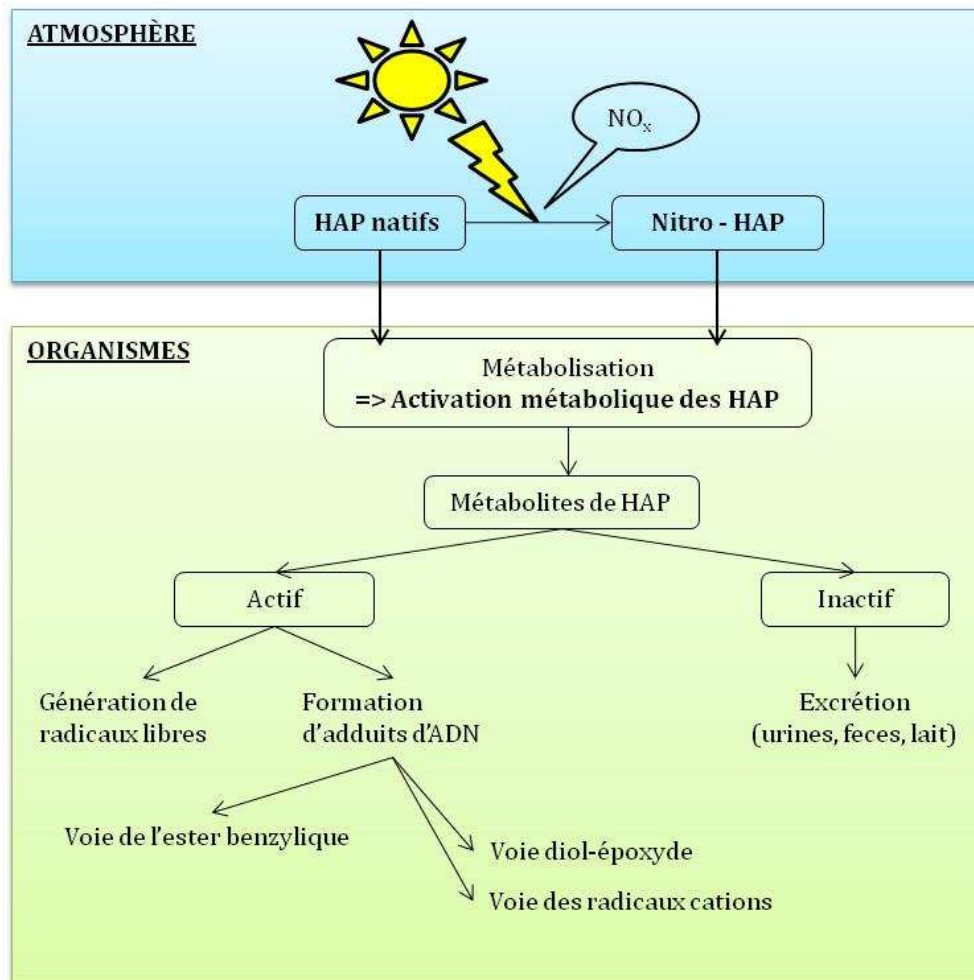 ATMOSPHÈRE
NOₓ
HAP natifs
Nitro - HAP
ORGANISMES
Métabolisation
=> Activation métabolique des HAP
Métabolites de HAP
Actif
Inactif
Génération de
radicaux libres
Formation
d'adduits d'ADN
Excrétion
(urines, feces, lait)
Voie de l'ester benzylique
Voie diol-époxyde
Voie des radicaux cations